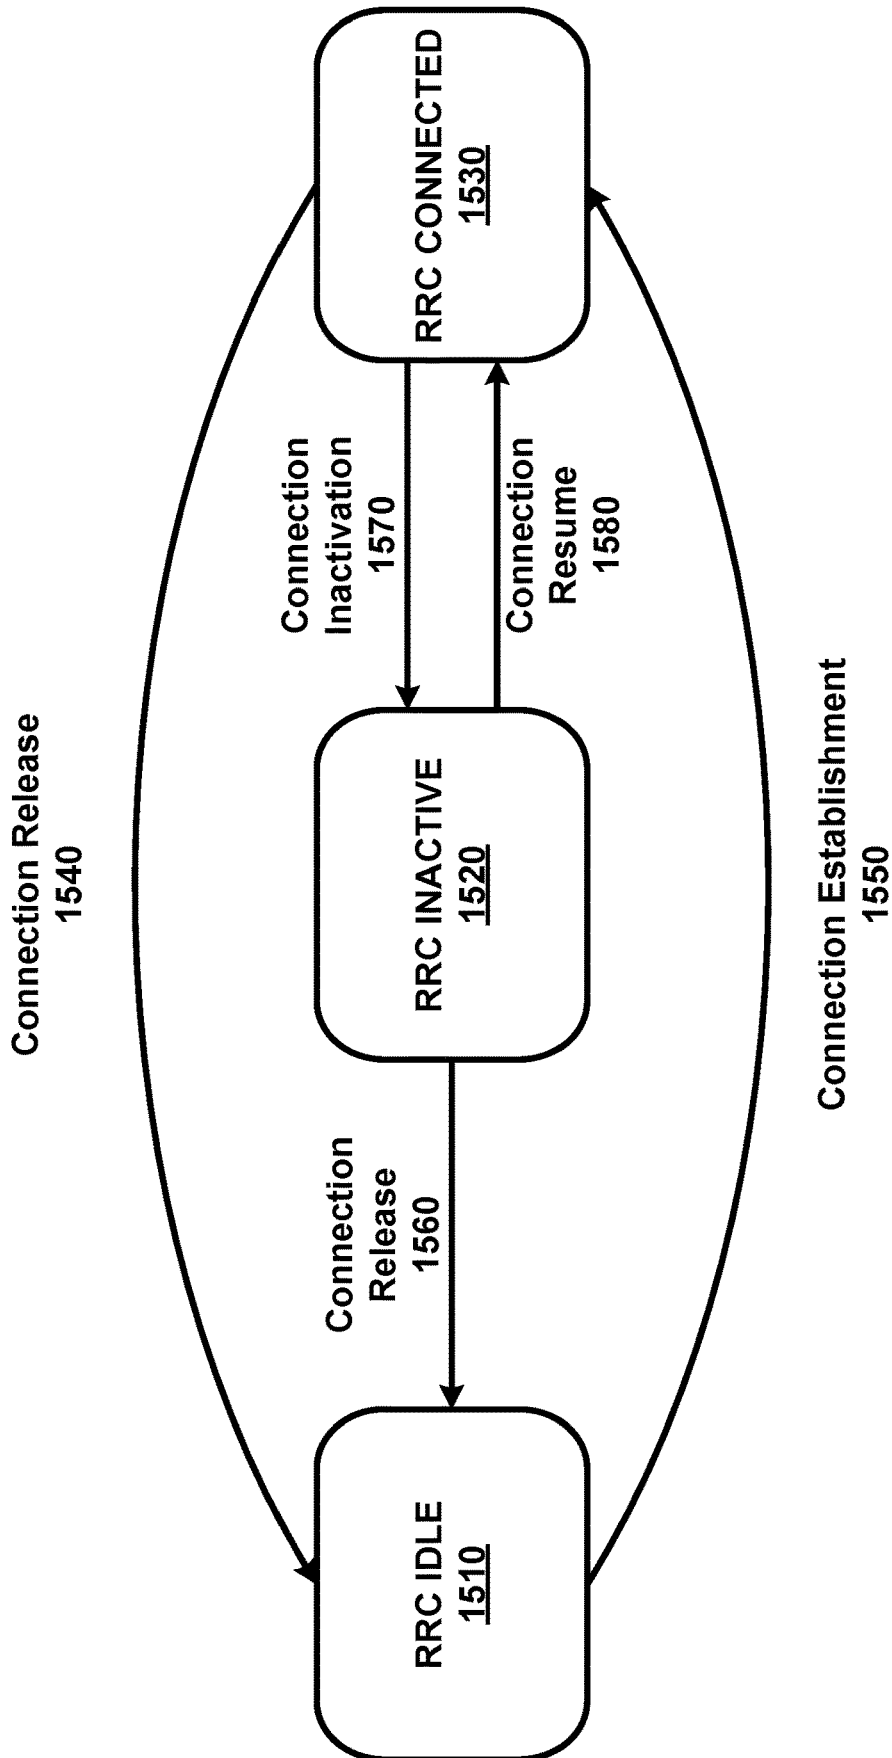 Connection Release
1540
RRC IDLE
1510
Connection
Release
1560
RRC INACTIVE
1520
Connection
Inactivation
1570
Connection
Resume
1580
RRC CONNECTED
1530
Connection Establishment
1550